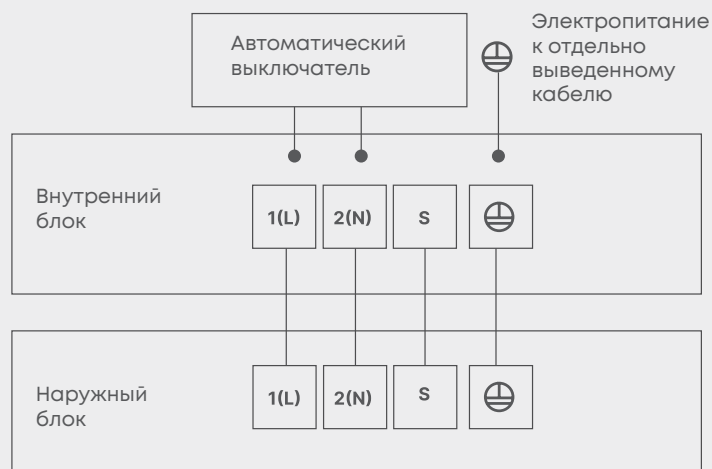 Автоматический
выключатель
Электропитание
к отдельно
выведенному
кабелю
Внутренний
блок
1(L)
2(N)
S
Наружный
блок
1(L)
2(N)
S